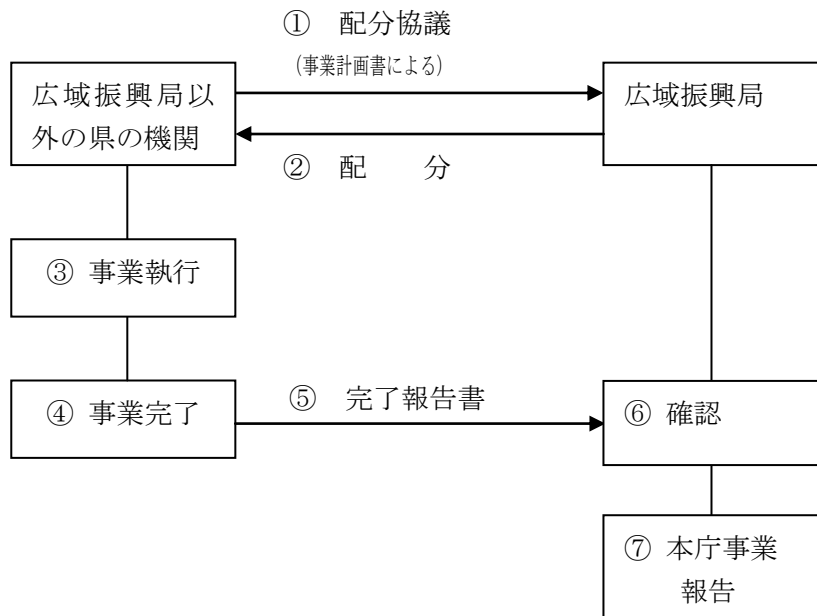 ① 配分協議
(事業計画書による)
広域振興局以
外の県の機関
広域振興局
② 配 分
③ 事業執行
④ 事業完了
⑤ 完了報告書
⑥ 確認
⑦ 本庁事業
報告